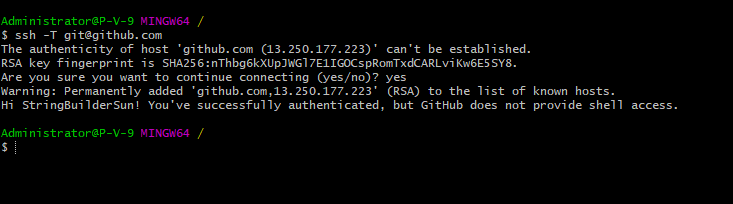 Administrator@P-V-9 MINGW64 /
$ ssh -T git@github.com
The authenticity of host 'github.com (13.250.177.223)' can't be established.
RSA key fingerprint is SHA256:nThbg6kXUpJWGl7E1IGOCspRomTxdCARLviKw6E5SY8.
Are you sure you want to continue connecting (yes/no)? yes
Warning: Permanently added 'github.com,13.250.177.223' (RSA) to the list of known hosts.
Hi StringBuilderSun! You've successfully authenticated, but GitHub does not provide shell access.
Administrator@P-V-9 MINGW64 /
$